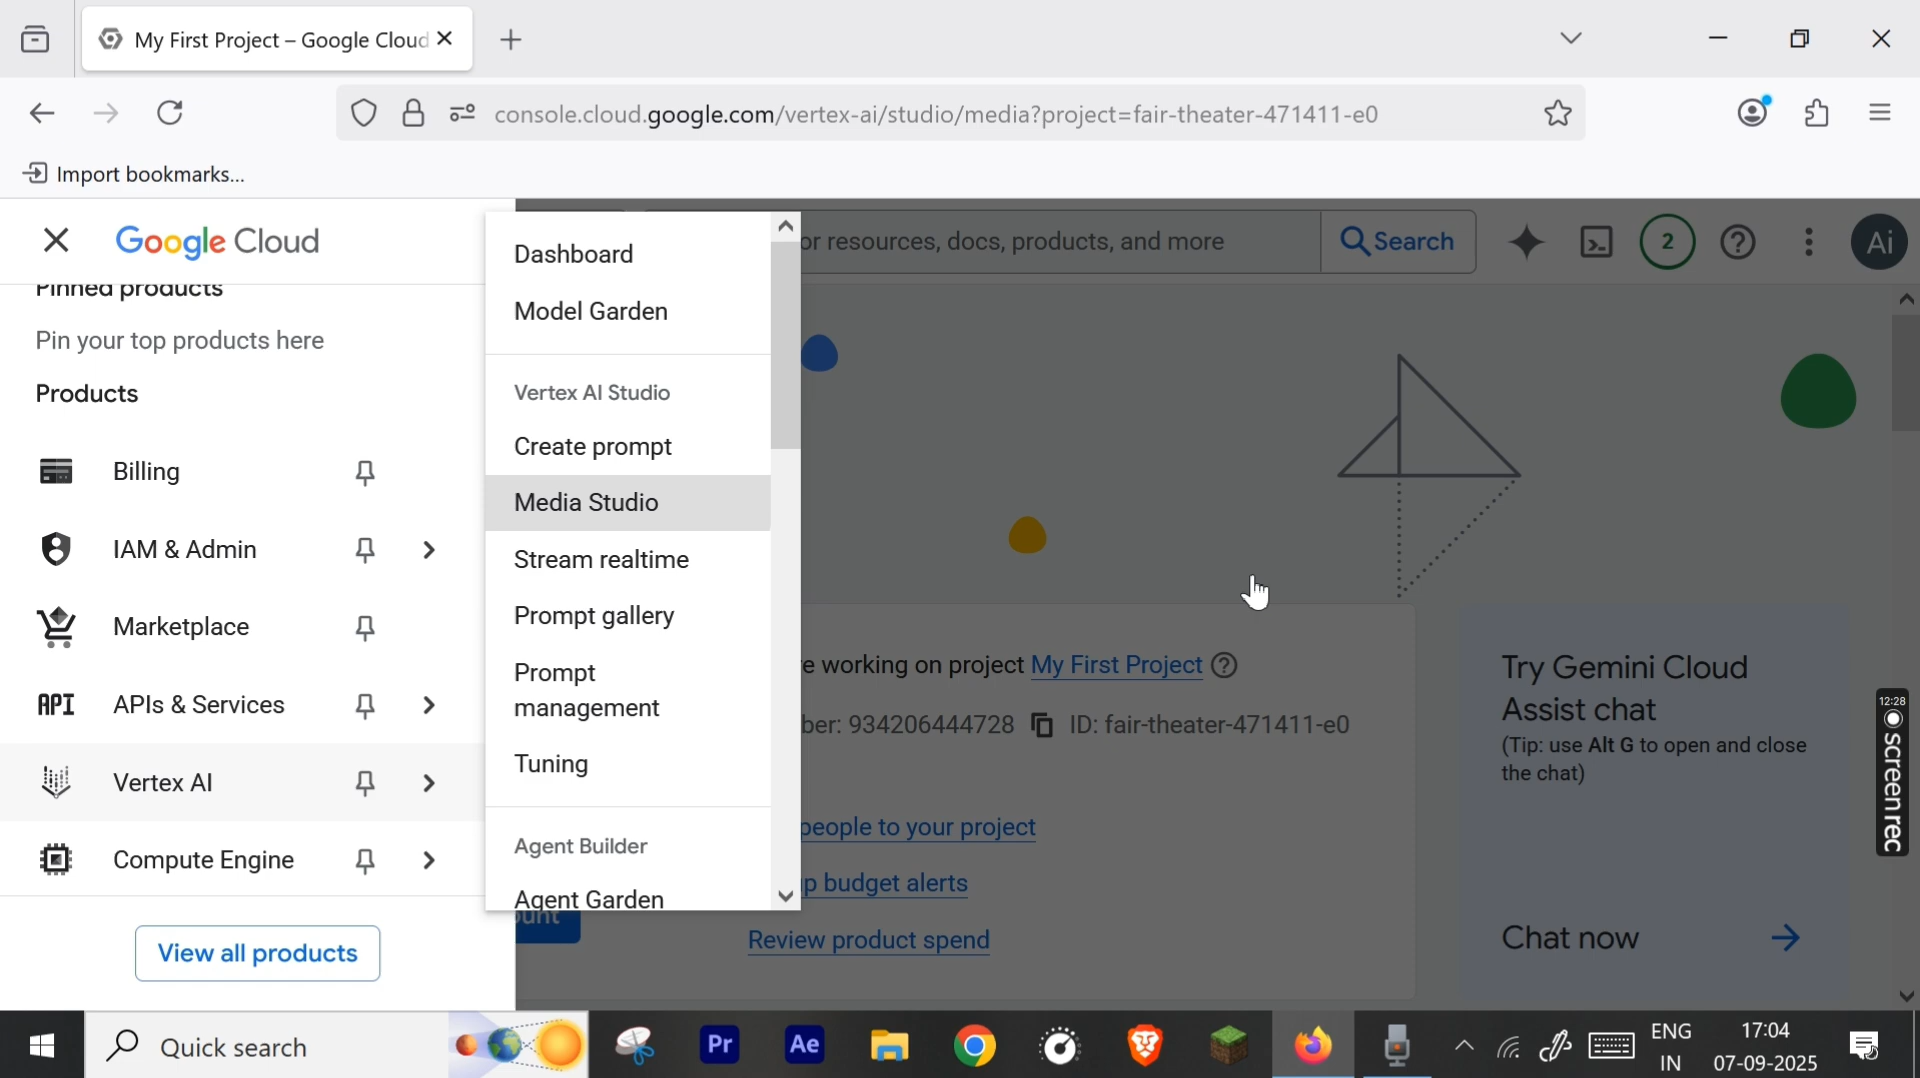 My First Project – Google Cloud
console.cloud.google.com/vertex-ai/studio/media?project=fair-theater-471411-e0
Import bookmarks...
Google Cloud
or resources, docs, products, and more
Search
2
Ai
Pinned products
Pin your top products here
Products
Billing
IAM & Admin
Marketplace
API APIs & Services
Vertex AI
Compute Engine
View all products
Dashboard
Model Garden
Vertex AI Studio
Create prompt
Media Studio
Stream realtime
Prompt gallery
Prompt
management
Tuning
Agent Builder
Agent Garden
e working on project My First Project
ber: 934206444728 ID: fair-theater-471411-e0
people to your project
p budget alerts
ount
Review product spend
Try Gemini Cloud
Assist chat
(Tip: use Alt G to open and close
the chat)
Chat now
12:28
screenrec
Quick search
Pr
Ae
ENG
IN
17:04
07-09-2025